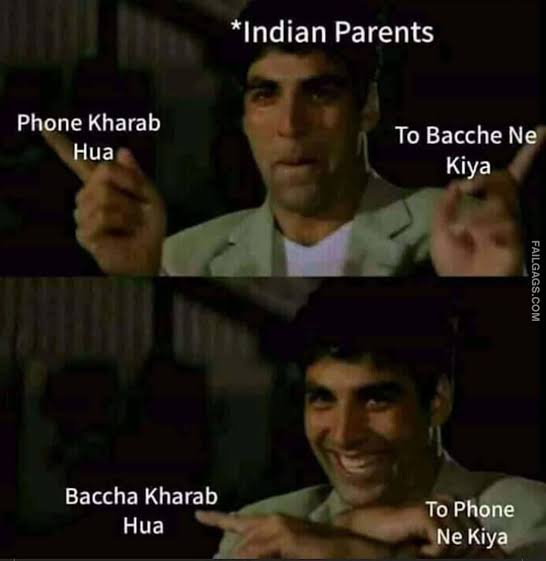 *Indian Parents
Phone Kharab
Hua
To Bacche Ne
Kiya
FAILGAGS.COM
Baccha Kharab
Hua
To Phone
Ne Kiya